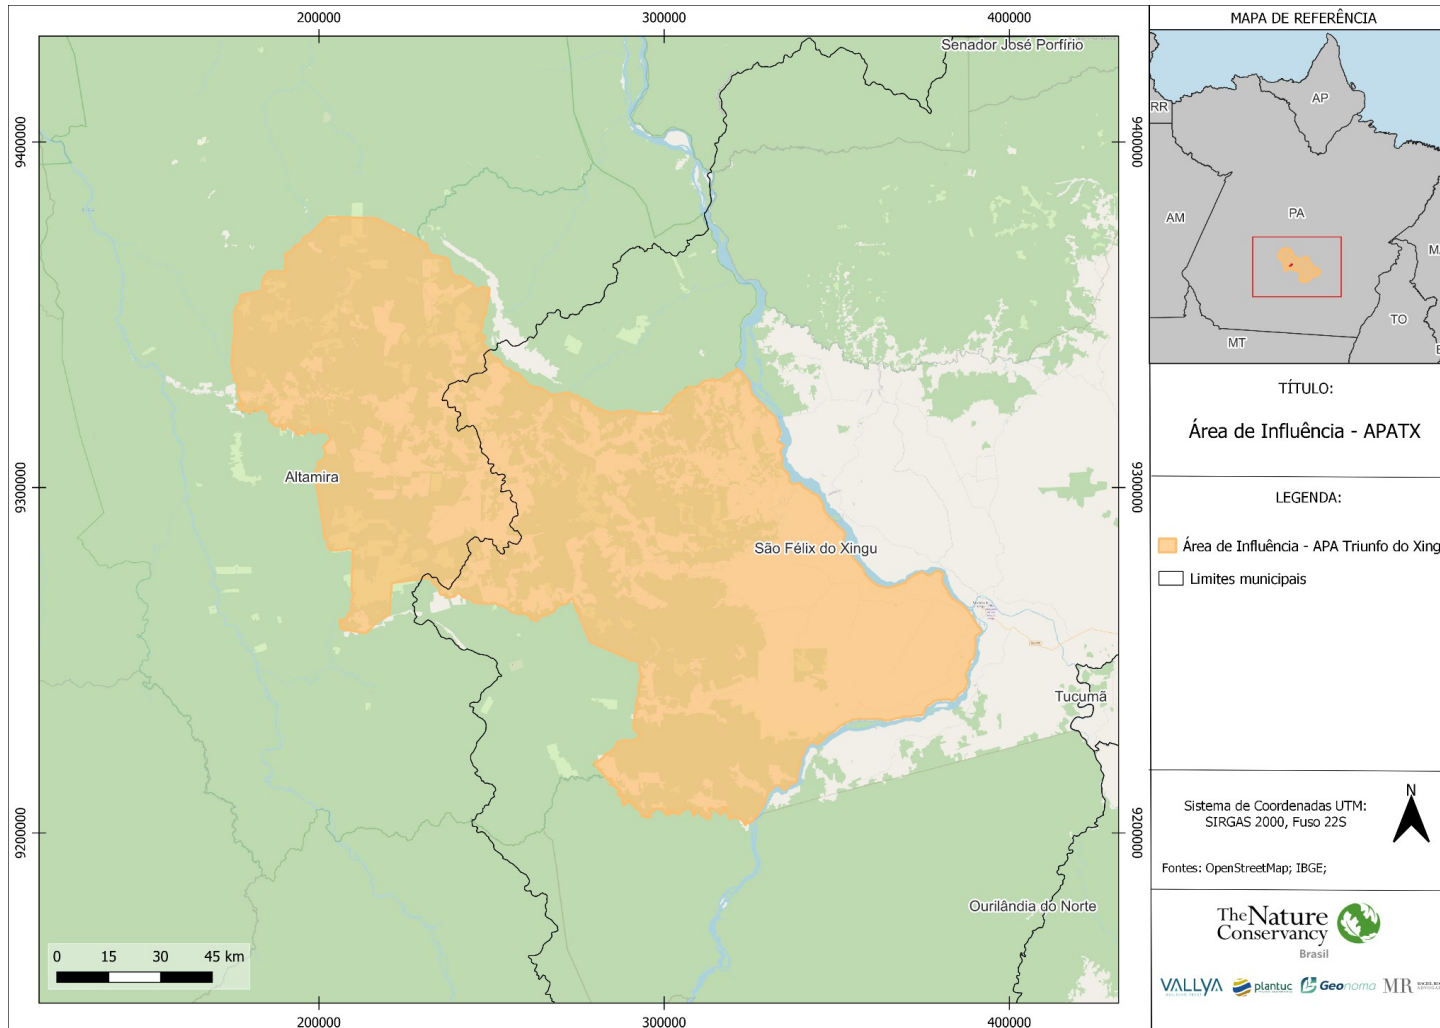 200000
300000
400000
Senador José Porfírio
9400000
9400000
Altamira
9300000
9300000
São Félix do Xingu
Tucumã
9200000
9200000
Ourilândia do Norte
0 15 30 45 km
200000
300000
400000
MAPA DE REFERÊNCIA
RR
AP
AM
PA
MT
TO
TÍTULO:
Área de Influência - APATX
LEGENDA:
Área de Influência - APA Triunfo do Xing
Limites municipais
Sistema de Coordenadas UTM:
SIRGAS 2000, Fuso 22S
N
Fontes: OpenStreetMap; IBGE;
The Nature
Conservancy
Brasil
VALLYA
plantuc
Geonoma
MR